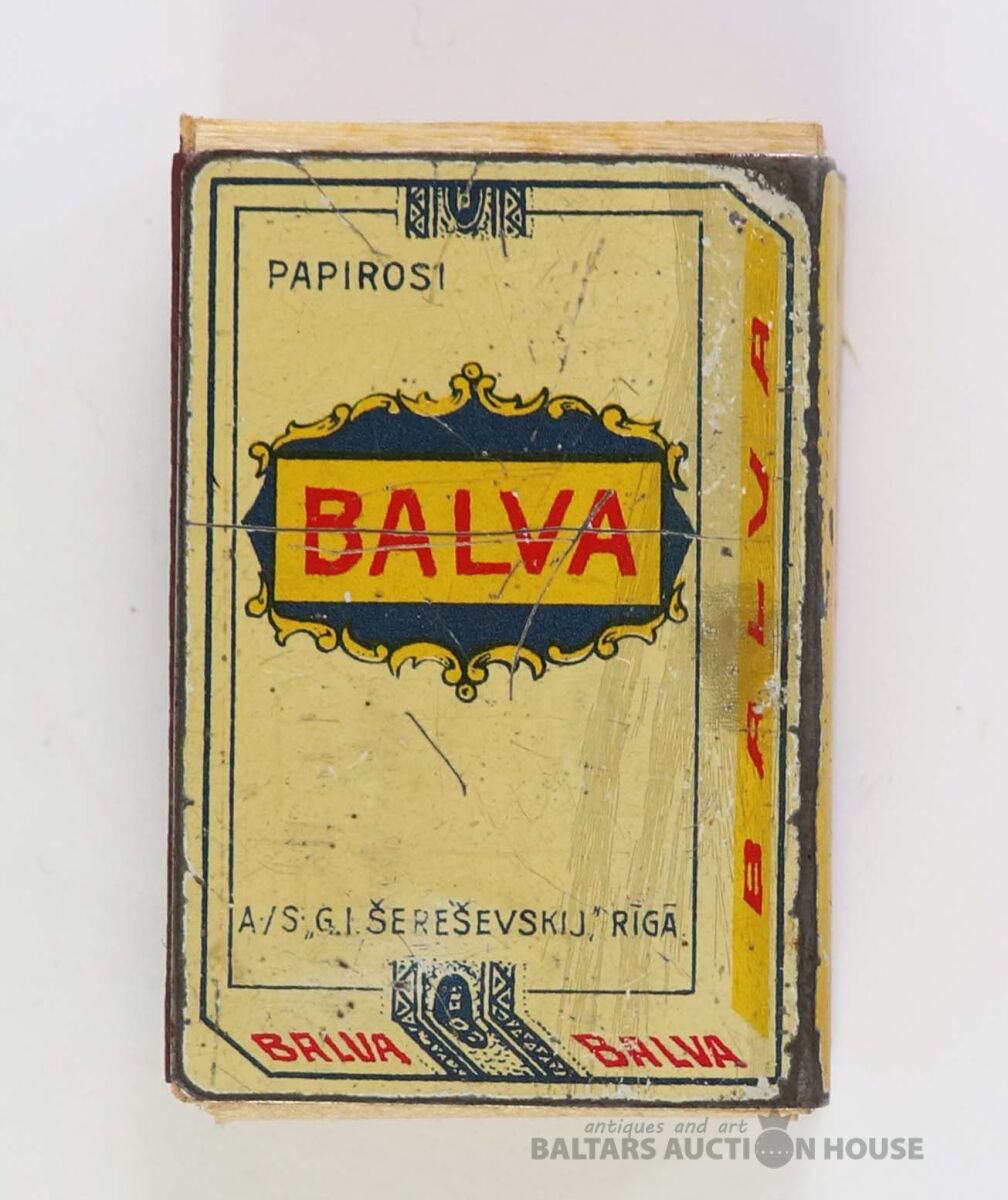 PAPIROSI
BALVA
BALVA
A/S „G.I. ŠEREŠEVSKIJ,” RĪGĀ.
BALVA BALVA
antiques and art
BALTARS AUCTION HOUSE